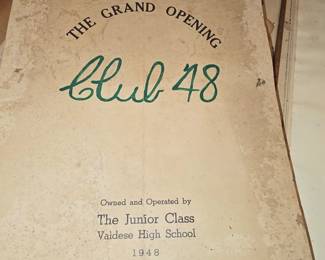 THE GRAND OPENING
Club '48
Owned and Operated by
The Junior Class
Valdese High School
1948